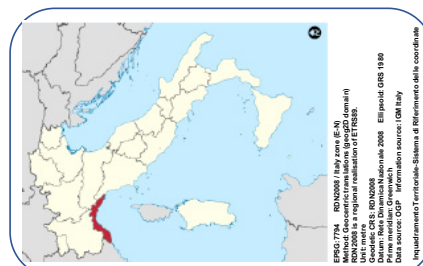 EPSG:7794 RDN2008 / Italy zone (E-N)
Method: Geocentric translations (geog2D domain)
RDN2008 is a regional realisation of ETRS89.
Unit: metre
Geodetic CRS: RDN2008
Datum: Rete Dinamica Nazionale 2008 Ellipsoid: GRS 1980
Prime meridian: Greenwich
Data source: OGP Information source: IGM Italy
Inquadramento Territoriale-Sistema di Riferimento delle coordinate